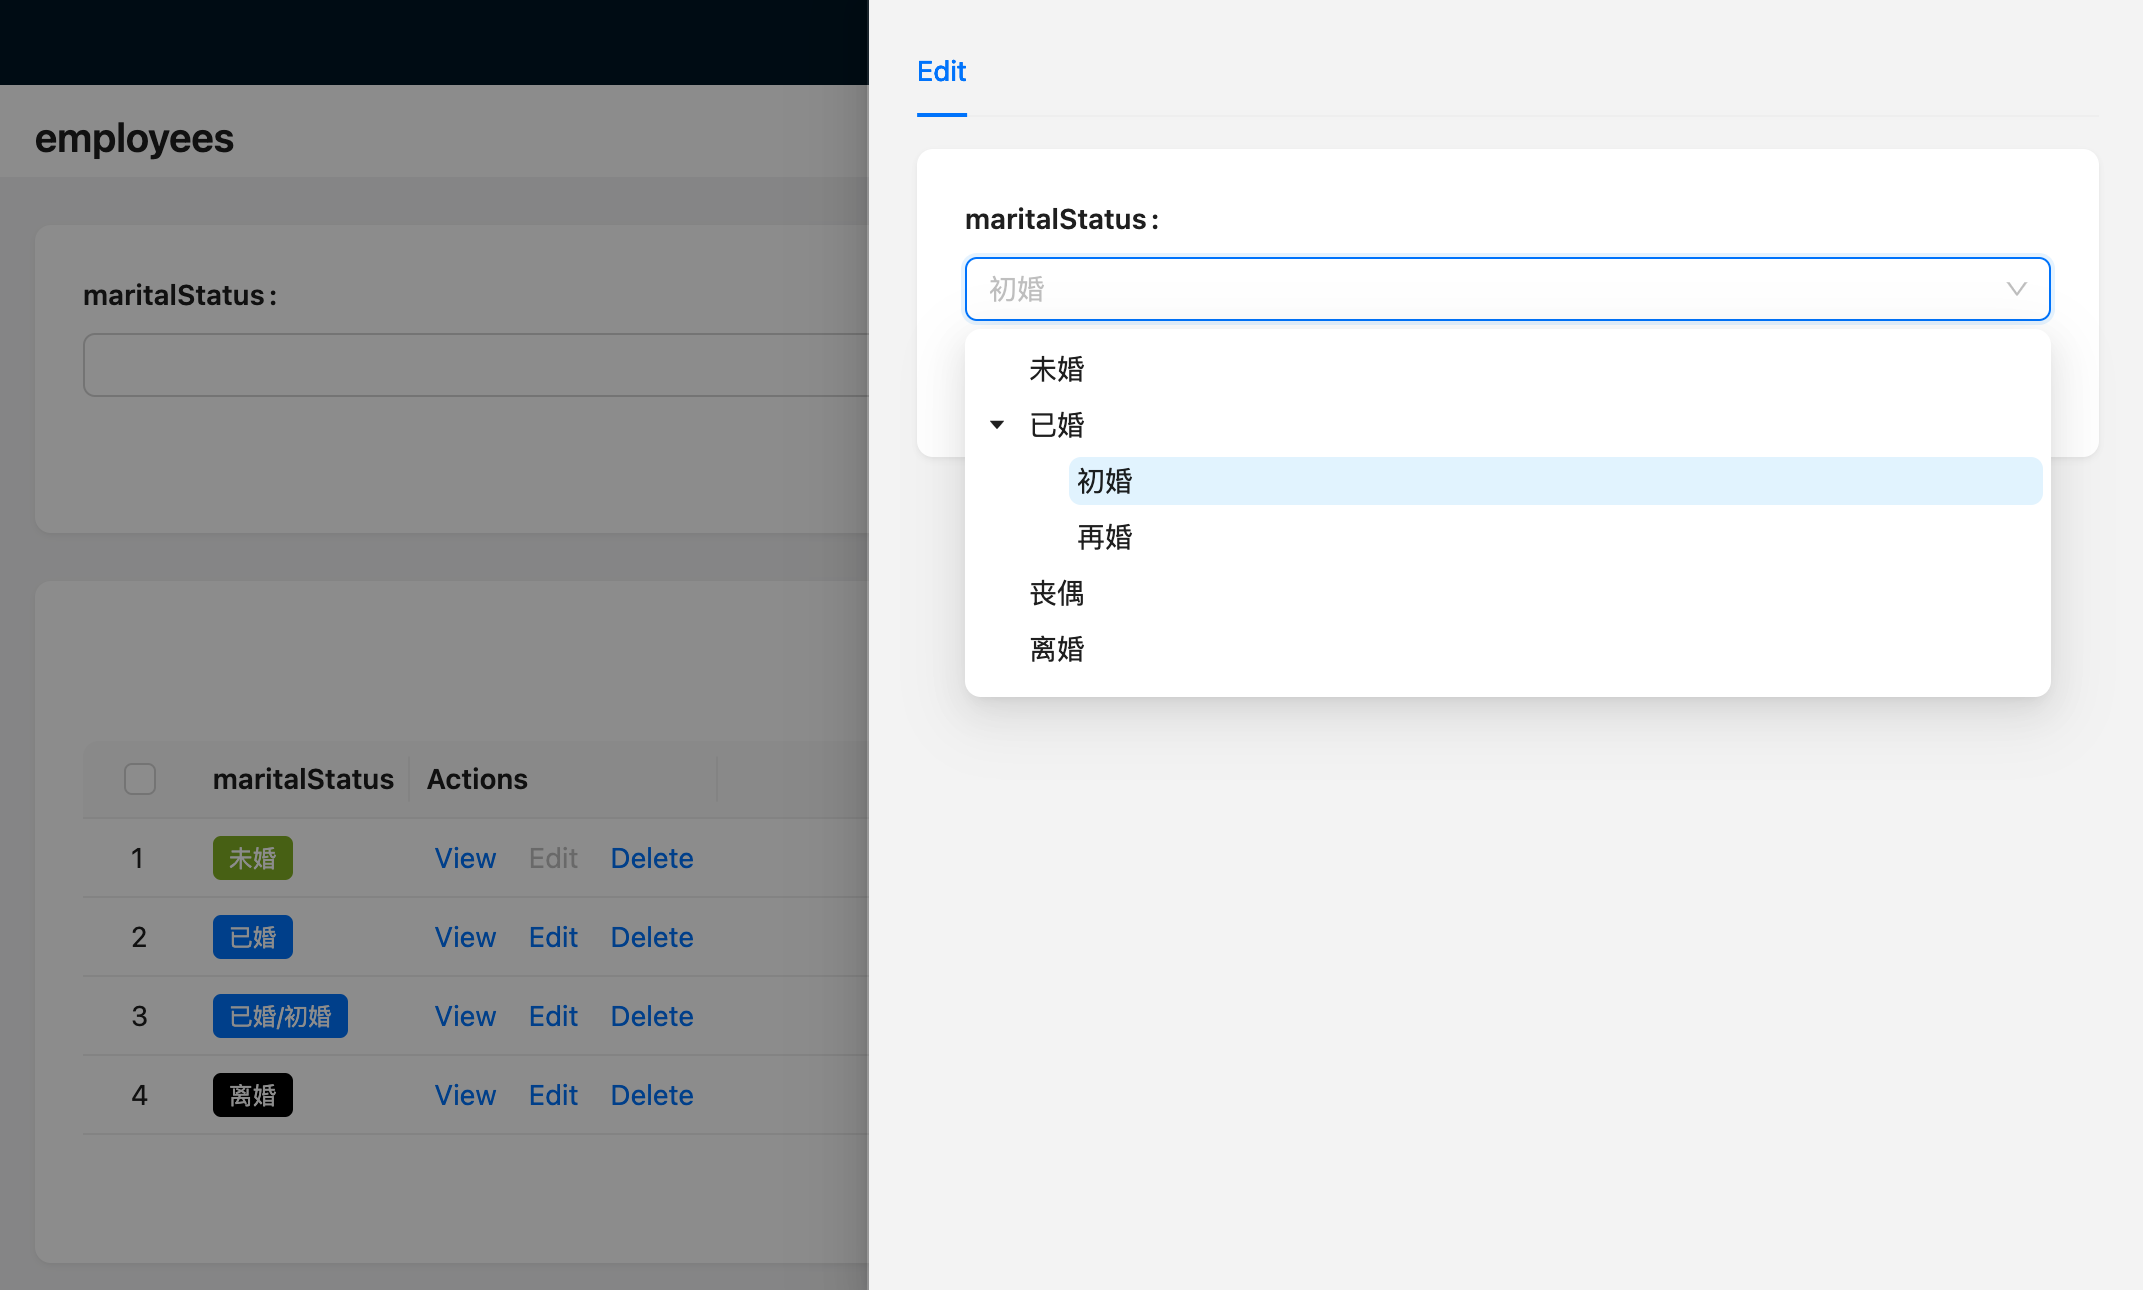 employees
maritalStatus :
maritalStatus Actions
1 未婚 View Edit Delete
2 已婚 View Edit Delete
3 已婚/初婚 View Edit Delete
4 离婚 View Edit Delete
Edit
maritalStatus :
初婚
未婚
已婚
初婚
再婚
丧偶
离婚